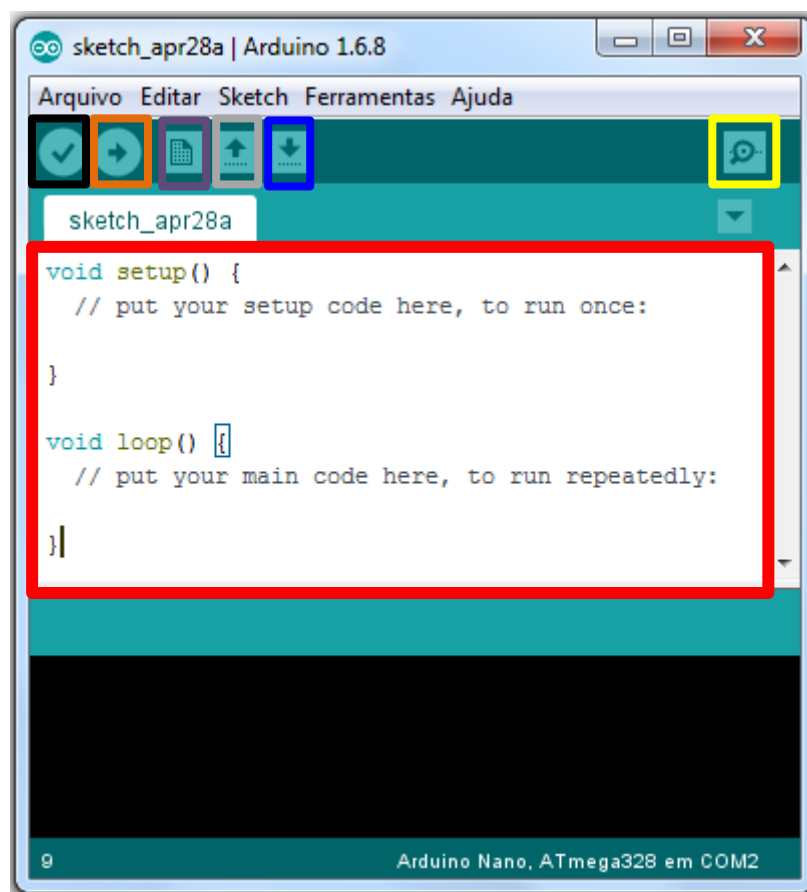 sketch_apr28a | Arduino 1.6.8
Arquivo Editar Sketch Ferramentas Ajuda
sketch_apr28a
void setup() {
  // put your setup code here, to run once:
}
void loop() {
  // put your main code here, to run repeatedly:
}
9 Arduino Nano, ATmega328 em COM2